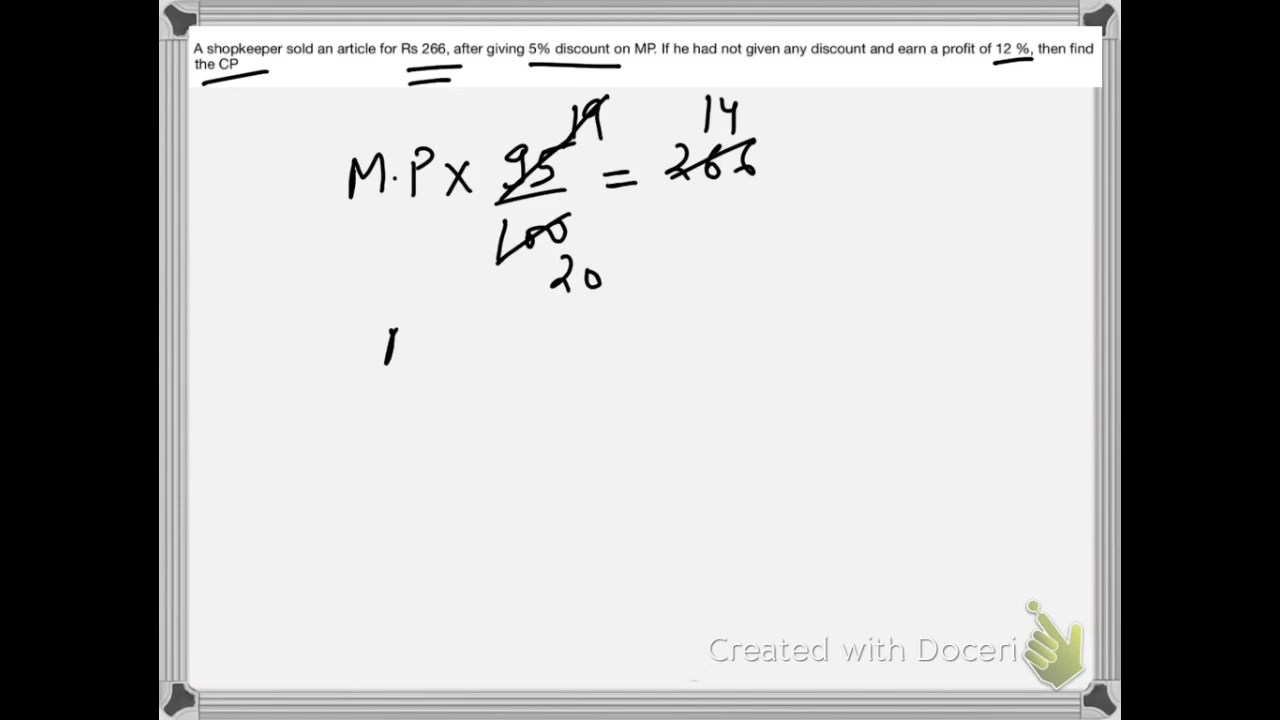 A shopkeeper sold an article for Rs 266, after giving 5% discount on MP. If he had not given any discount and earn a profit of 12 %, then find
the CP
19
14
M.P X 95 = 266
100
20
Created with Doceri